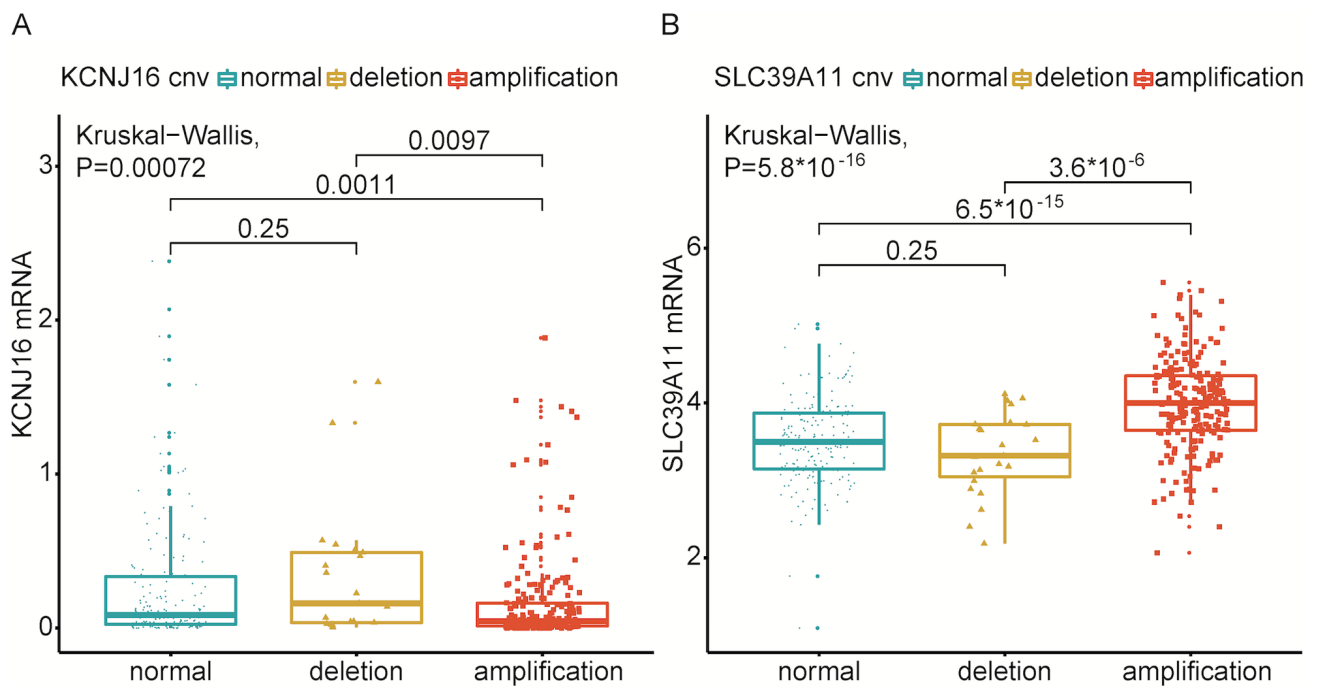 A
KCNJ16 cnv normal deletion amplification
Kruskal−Wallis,
P=0.00072
0.0097
0.0011
0.25
KCNJ16 mRNA
3
2
1
0
normal deletion amplification
B
SLC39A11 cnv normal deletion amplification
Kruskal−Wallis,
P=5.8*10^-16
3.6*10^-6
6.5*10^-15
0.25
SLC39A11 mRNA
6
4
2
normal deletion amplification